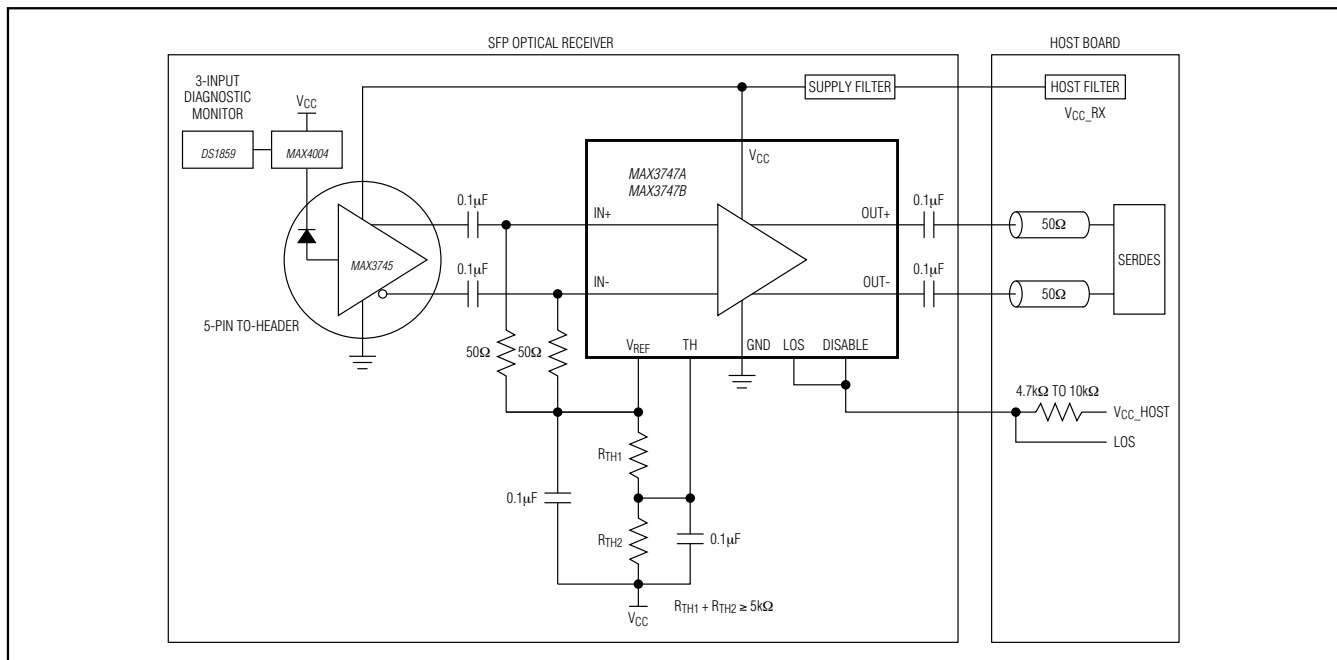 SFP OPTICAL RECEIVER
HOST BOARD
3-INPUT
DIAGNOSTIC
MONITOR
VCC
SUPPLY FILTER
HOST FILTER
VCC_RX
DS1859
MAX4004
VCC
MAX3747A
MAX3747B
0.1µF
IN+
OUT+
0.1µF
50Ω
MAX3745
0.1µF
IN-
OUT-
0.1µF
50Ω
SERDES
5-PIN TO-HEADER
50Ω
50Ω
VREF
TH
GND
LOS
DISABLE
4.7kΩ TO 10kΩ
VCC_HOST
LOS
RTH1
0.1µF
RTH2
0.1µF
VCC
RTH1 + RTH2 ≥ 5kΩ